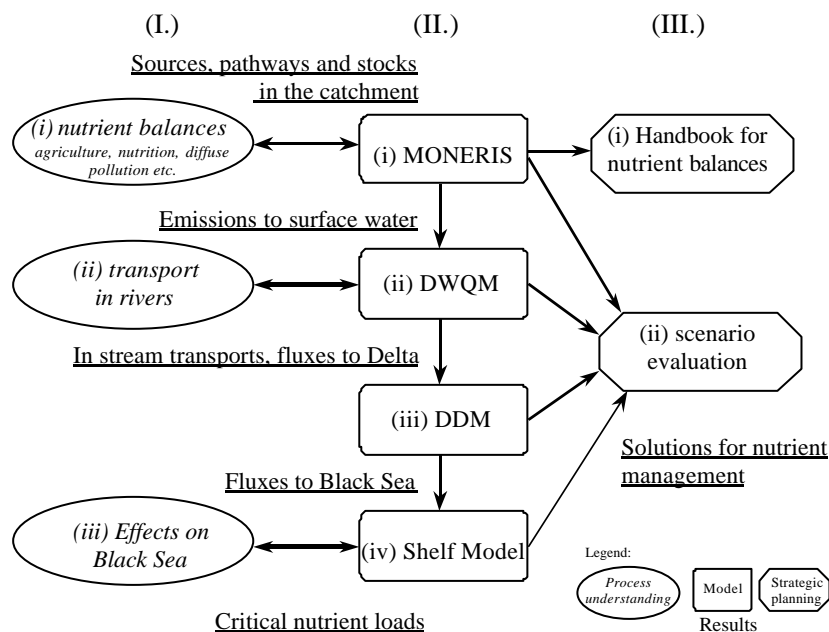 (I.)
(II.)
(III.)
Sources, pathways and stocks
in the catchment
(i) nutrient balances
agriculture, nutrition, diffuse
pollution etc.
(i) MONERIS
(i) Handbook for
nutrient balances
Emissions to surface water
(ii) transport
in rivers
(ii) DWQM
(ii) scenario
evaluation
In stream transports, fluxes to Delta
(iii) DDM
Solutions for nutrient
management
Fluxes to Black Sea
(iii) Effects on
Black Sea
(iv) Shelf Model
Critical nutrient loads
Legend:
Process
understanding
Model
Strategic
planning
Results